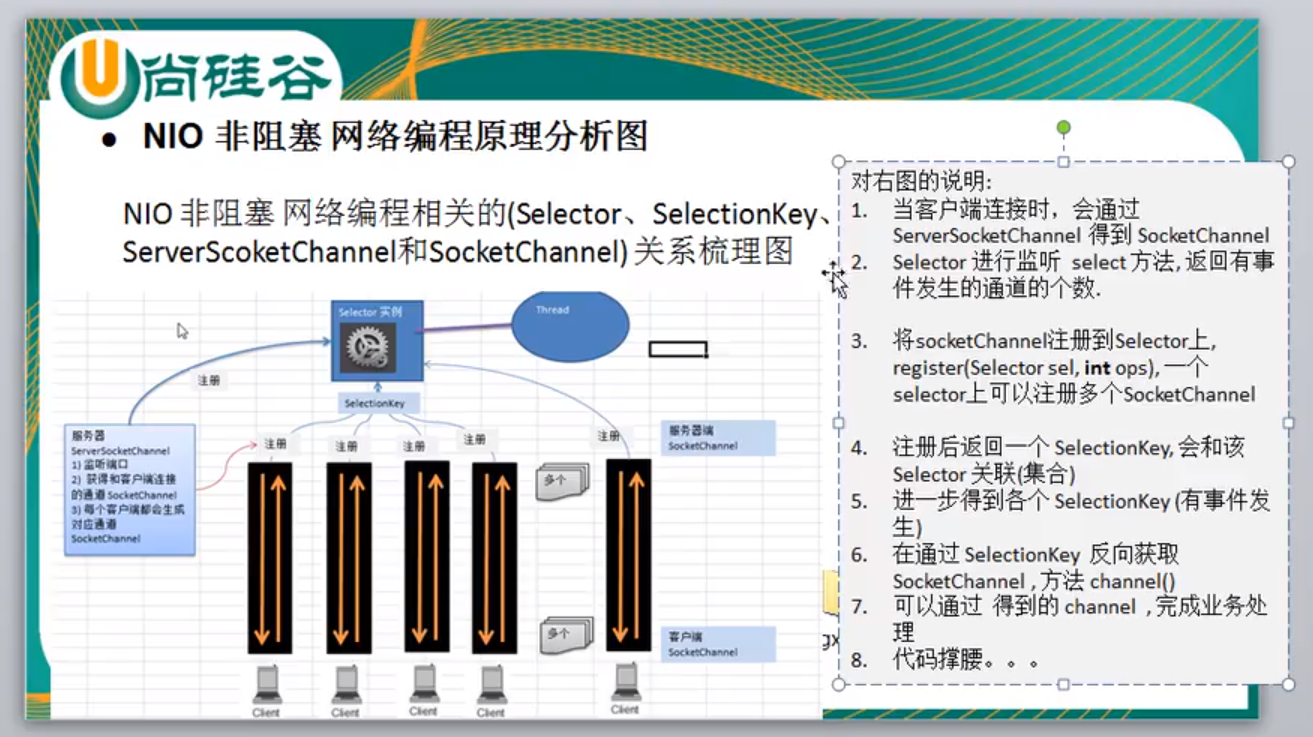 尚硅谷
● NIO 非阻塞 网络编程原理分析图
NIO 非阻塞 网络编程相关的(Selector、SelectionKey、
ServerScoketChannel和SocketChannel) 关系梳理图
Selector 实例
Thread
注册
SelectionKey
服务器
ServerSocketChannel
1) 监听端口
2) 获得和客户端连接
的通道 SocketChannel
3) 每个客户端都会生成
对应通道
SocketChannel
注册
注册
注册
注册
注册
服务器端
SocketChannel
多个
多个
客户端
SocketChannel
Client
Client
Client
Client
Client
对右图的说明:
1. 当客户端连接时，会通过
ServerSocketChannel 得到 SocketChannel
2. Selector 进行监听 select 方法, 返回有事
件发生的通道的个数.
3. 将socketChannel注册到Selector上,
register(Selector sel, int ops), 一个
selector上可以注册多个SocketChannel
4. 注册后返回一个 SelectionKey, 会和该
Selector 关联(集合)
5. 进一步得到各个 SelectionKey (有事件发
生)
6. 在通过 SelectionKey 反向获取
SocketChannel , 方法 channel()
7. 可以通过 得到的 channel , 完成业务处
理
8. 代码撑腰。。。